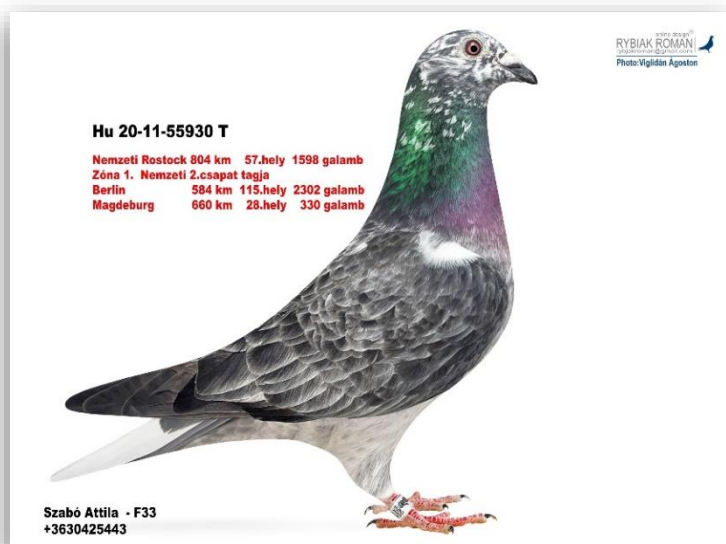 RYBIAK ROMAN
Photo:Viglidán Ágoston
Hu 20-11-55930 T
Nemzeti Rostock 804 km 57.hely 1598 galamb
Zóna 1. Nemzeti 2.csapat tagja
Berlin 584 km 115.hely 2302 galamb
Magdeburg 660 km 28.hely 330 galamb
Szabó Attila - F33
+3630425443